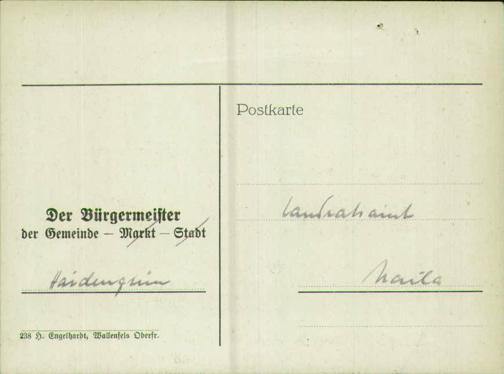 Postkarte
Der Bürgermeister
der Gemeinde – Markt – Stadt
Haidengrün
Landratsamt
Naila
238 H. Engelhardt, Wallenfels Oberfr.